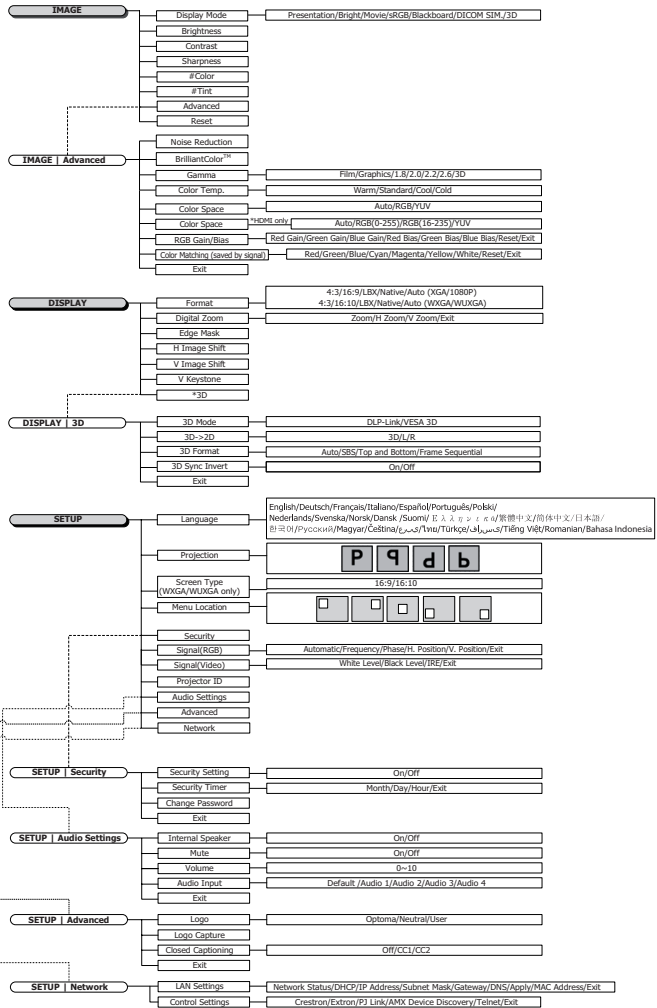 IMAGE
Display Mode
Presentation/Bright/Movie/sRGB/Blackboard/DICOM SIM./3D
Brightness
Contrast
Sharpness
#Color
#Tint
Advanced
Reset
IMAGE | Advanced
Noise Reduction
BrilliantColor™
Gamma
Film/Graphics/1.8/2.0/2.2/2.6/3D
Color Temp.
Warm/Standard/Cool/Cold
Color Space
Auto/RGB/YUV
Color Space
*HDMI only
Auto/RGB(0-255)/RGB(16-235)/YUV
RGB Gain/Bias
Red Gain/Green Gain/Blue Gain/Red Bias/Green Bias/Blue Bias/Reset/Exit
Color Matching (saved by signal)
Red/Green/Blue/Cyan/Magenta/Yellow/White/Reset/Exit
Exit
DISPLAY
Format
4:3/16:9/LBX/Native/Auto (XGA/1080P)
4:3/16:10/LBX/Native/Auto (WXGA/WUXGA)
Digital Zoom
Zoom/H Zoom/V Zoom/Exit
Edge Mask
H Image Shift
V Image Shift
V Keystone
*3D
DISPLAY | 3D
3D Mode
DLP-Link/VESA 3D
3D->2D
3D/L/R
3D Format
Auto/SBS/Top and Bottom/Frame Sequential
3D Sync Invert
On/Off
Exit
SETUP
Language
English/Deutsch/Français/Italiano/Español/Português/Polski/
Nederlands/Svenska/Norsk/Dansk /Suomi/ Ελληνικά/繁體中文/简体中文/日本語/
한국어/Русский/Magyar/Čeština/عربي/ไทย/Türkçe/فارسی/Tiếng Việt/Romanian/Bahasa Indonesia
Projection
P
Screen Type
(WXGA/WUXGA only)
16:9/16:10
Menu Location
Security
Signal(RGB)
Automatic/Frequency/Phase/H. Position/V. Position/Exit
Signal(Video)
White Level/Black Level/IRE/Exit
Projector ID
Audio Settings
Advanced
Network
SETUP | Security
Security Setting
On/Off
Security Timer
Month/Day/Hour/Exit
Change Password
Exit
SETUP | Audio Settings
Internal Speaker
On/Off
Mute
On/Off
Volume
0~10
Audio Input
Default /Audio 1/Audio 2/Audio 3/Audio 4
Exit
SETUP | Advanced
Logo
Optoma/Neutral/User
Logo Capture
Closed Captioning
Off/CC1/CC2
Exit
SETUP | Network
LAN Settings
Network Status/DHCP/IP Address/Subnet Mask/Gateway/DNS/Apply/MAC Address/Exit
Control Settings
Crestron/Extron/PJ Link/AMX Device Discovery/Telnet/Exit